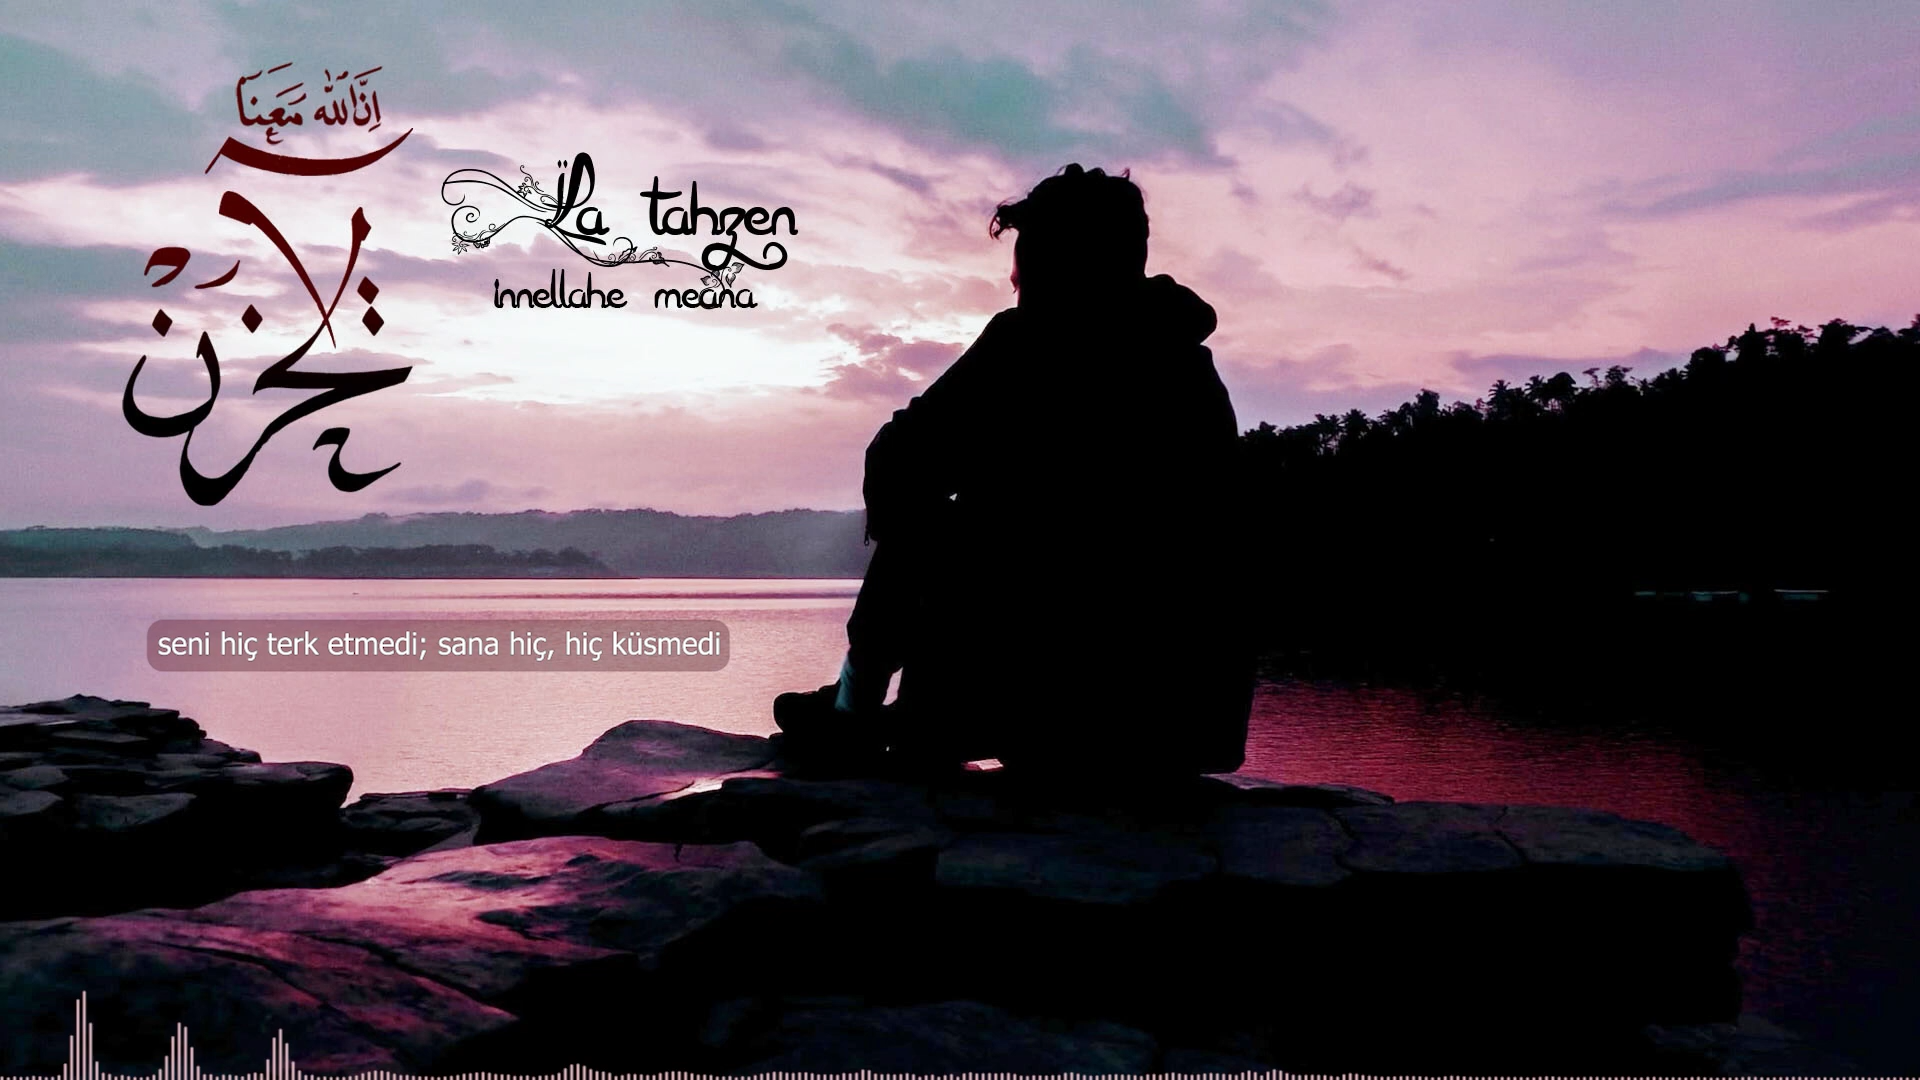 اِنَّ اللّٰه مَعَنَا
لَا تَحْزَنْ
La tahzen
innellahe meana
seni hiç terk etmedi; sana hiç, hiç küsmedi